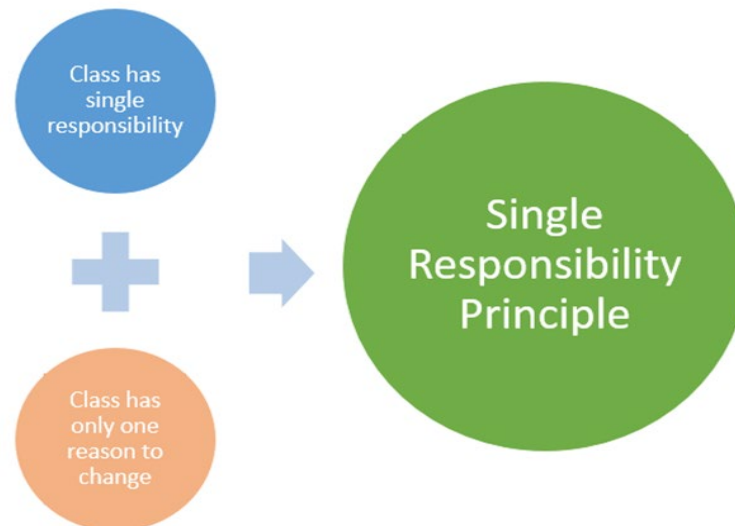 Class has
single
responsibility
Class has
only one
reason to
change
Single
Responsibility
Principle